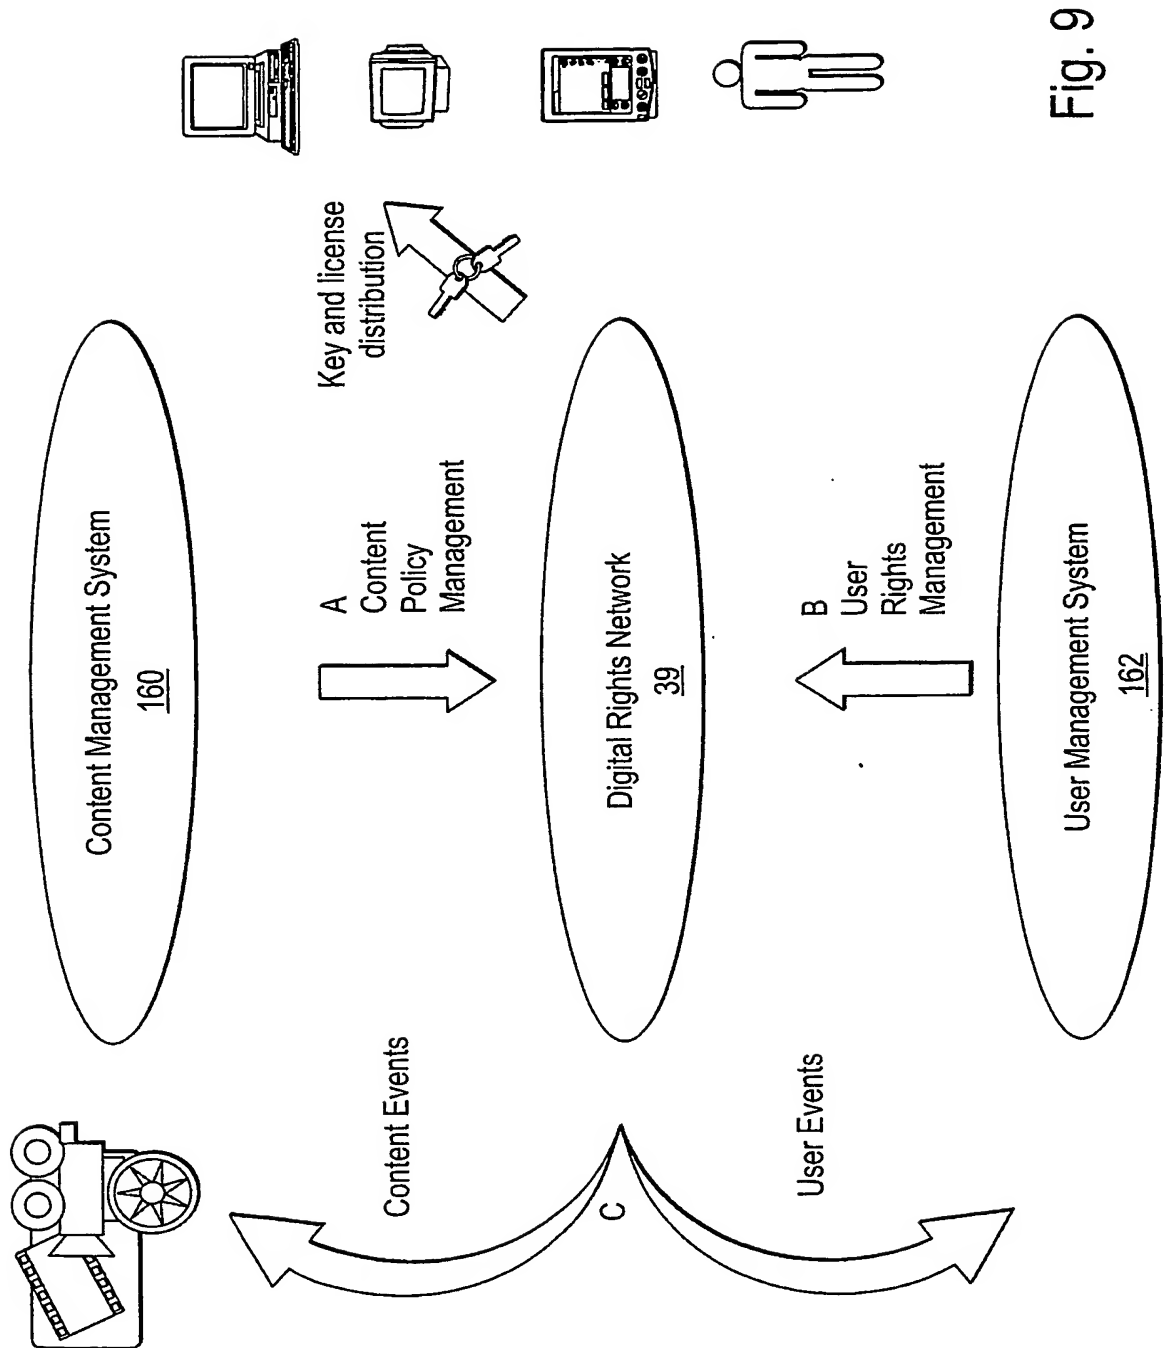 Content Management System
160
Key and license
distribution
A
Content
Policy
Management
Content Events
Digital Rights Network
39
C
B
User
Rights
Management
User Events
User Management System
162
Fig. 9